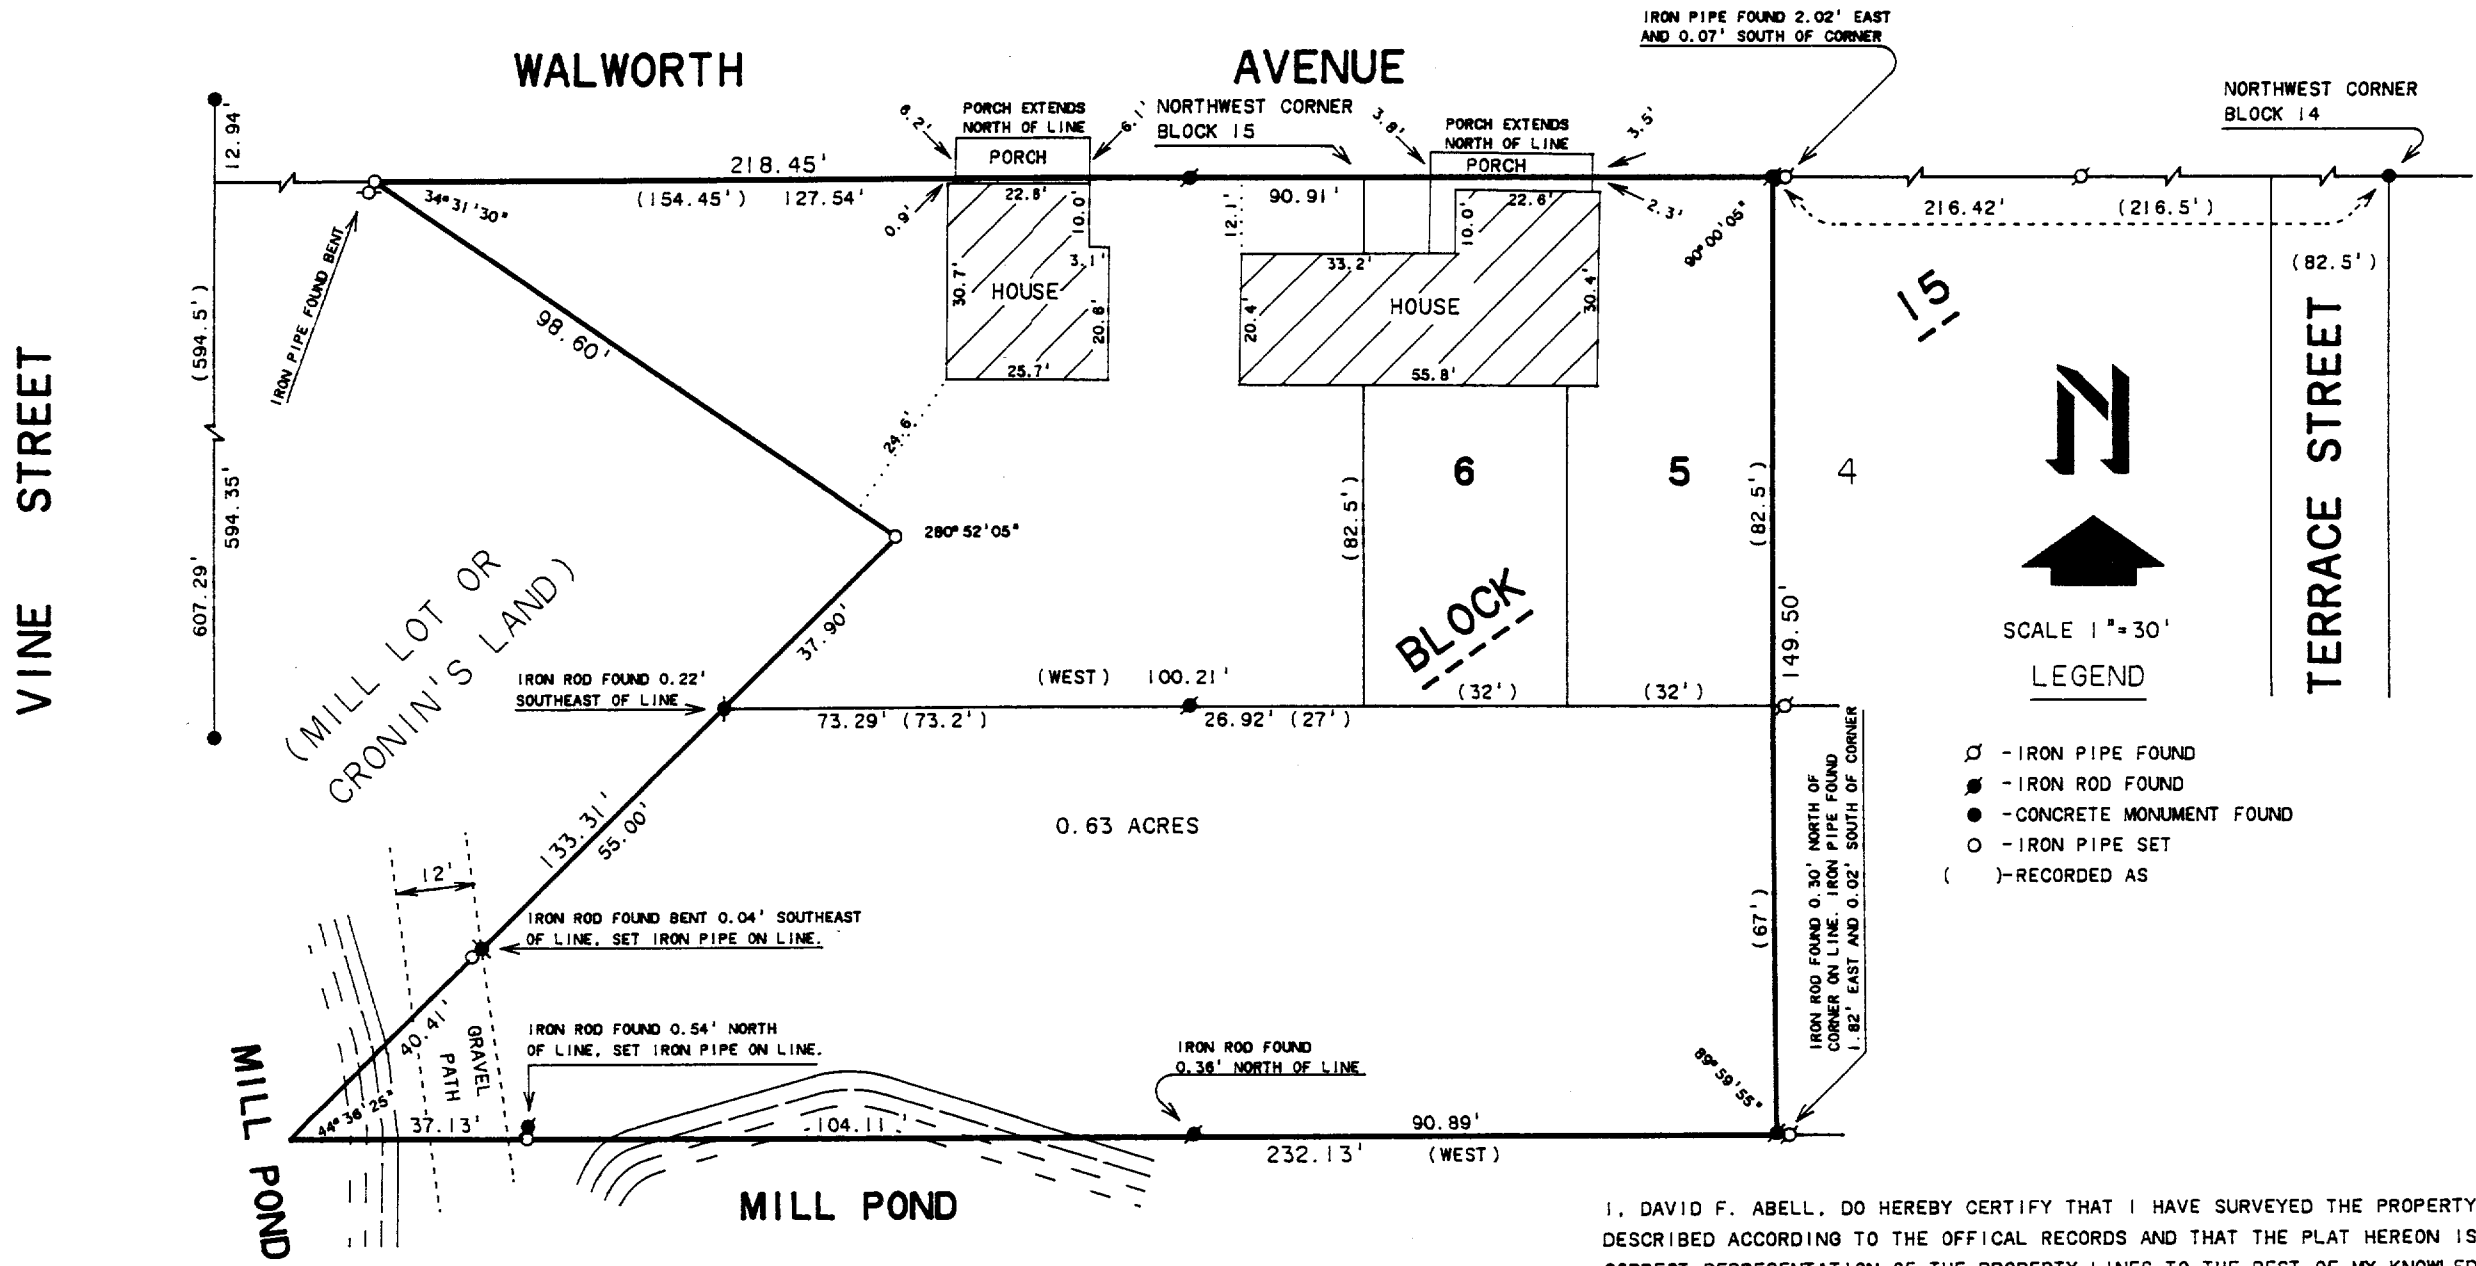 IRON PIPE FOUND 2.02' EAST
AND 0.07' SOUTH OF CORNER
WALWORTH AVENUE
NORTHWEST CORNER
BLOCK 14
12.94'
PORCH EXTENDS
NORTH OF LINE
6.2'
6.1'
NORTHWEST CORNER
BLOCK 15
3.8'
PORCH EXTENDS
NORTH OF LINE
3.5'
PORCH
PORCH
218.45'
(154.45') 127.54'
34°31'30"
0.9'
22.8'
10.0'
12.1'
90.91'
10.0'
22.6'
2.3'
90°00'05"
216.42'
(216.5')
(82.5')
IRON PIPE FOUND BENT
98.60'
30.7'
3.1'
HOUSE
20.6'
25.7'
33.2'
20.4'
HOUSE
30.4'
55.8'
15
24.6'
(594.5')
594.35'
607.29'
VINE STREET
TERRACE STREET
N
6
5
4
(82.5')
(82.5')
280°52'05"
(MILL LOT OR
CRONIN'S LAND)
37.90'
BLOCK
149.50'
SCALE 1"=30'
LEGEND
IRON ROD FOUND 0.22'
SOUTHEAST OF LINE
(WEST) 100.21'
(32')
(32')
73.29' (73.2')
26.92' (27')
-IRON PIPE FOUND
-IRON ROD FOUND
-CONCRETE MONUMENT FOUND
-IRON PIPE SET
( )-RECORDED AS
133.31'
55.00'
0.63 ACRES
12'
(67')
IRON ROD FOUND 0.30' NORTH OF
CORNER ON LINE. IRON PIPE FOUND
1.82' EAST AND 0.02' SOUTH OF CORNER
IRON ROD FOUND BENT 0.04' SOUTHEAST
OF LINE. SET IRON PIPE ON LINE.
40.41'
GRAVEL
PATH
IRON ROD FOUND 0.54' NORTH
OF LINE. SET IRON PIPE ON LINE.
IRON ROD FOUND
0.36' NORTH OF LINE
89°59'55"
44°36'25"
37.13'
104.11'
90.89'
232.13'
(WEST)
MILL POND
MILL POND
I, DAVID F. ABELL, DO HEREBY CERTIFY THAT I HAVE SURVEYED THE PROPERTY
DESCRIBED ACCORDING TO THE OFFICAL RECORDS AND THAT THE PLAT HEREON IS